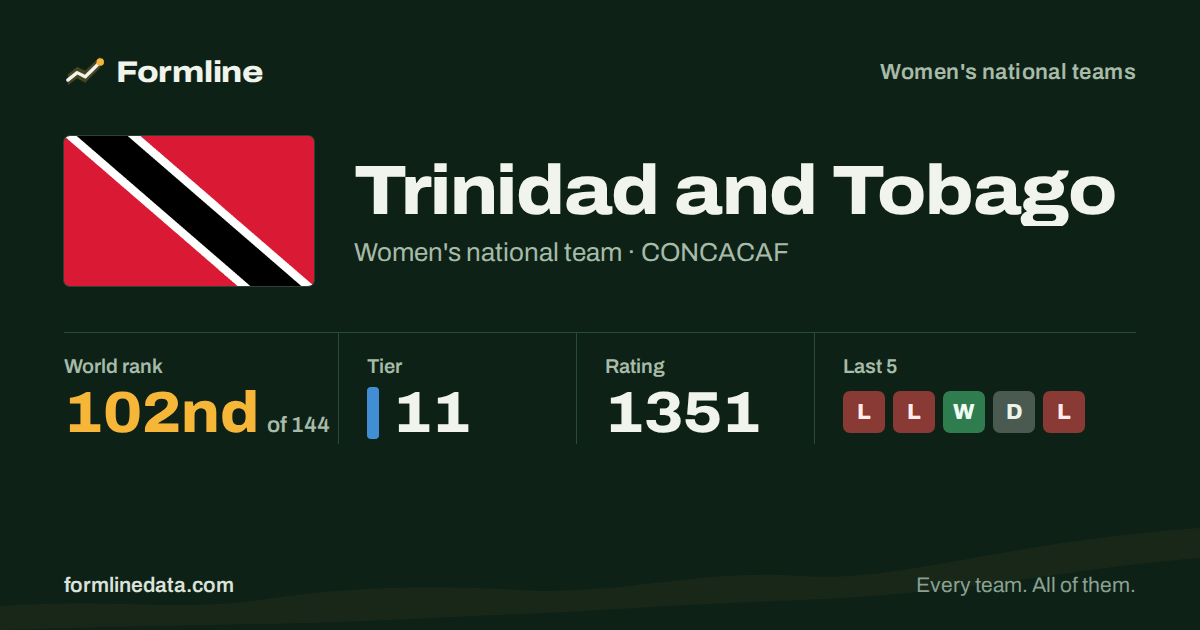 Formline
Women's national teams
Trinidad and Tobago
Women's national team · CONCACAF
World rank
102nd of 144
Tier
11
Rating
1351
Last 5
L L W D L
formlinedata.com
Every team. All of them.